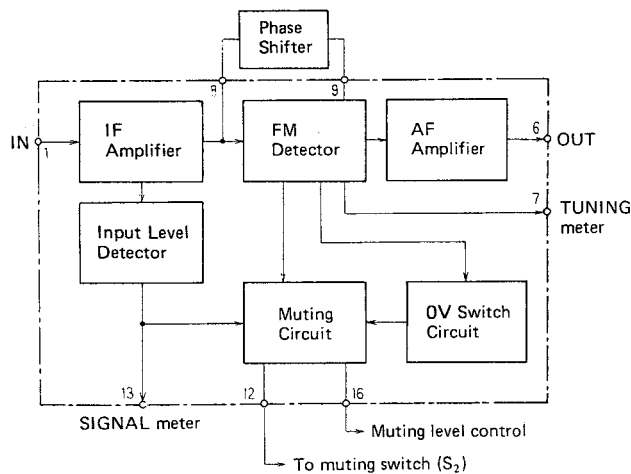 Phase
Shifter
8
9
IN
1
IF
Amplifier
FM
Detector
AF
Amplifier
6
OUT
7
TUNING
meter
Input Level
Detector
Muting
Circuit
0V Switch
Circuit
13
12
16
SIGNAL meter
Muting level control
To muting switch (S₂)